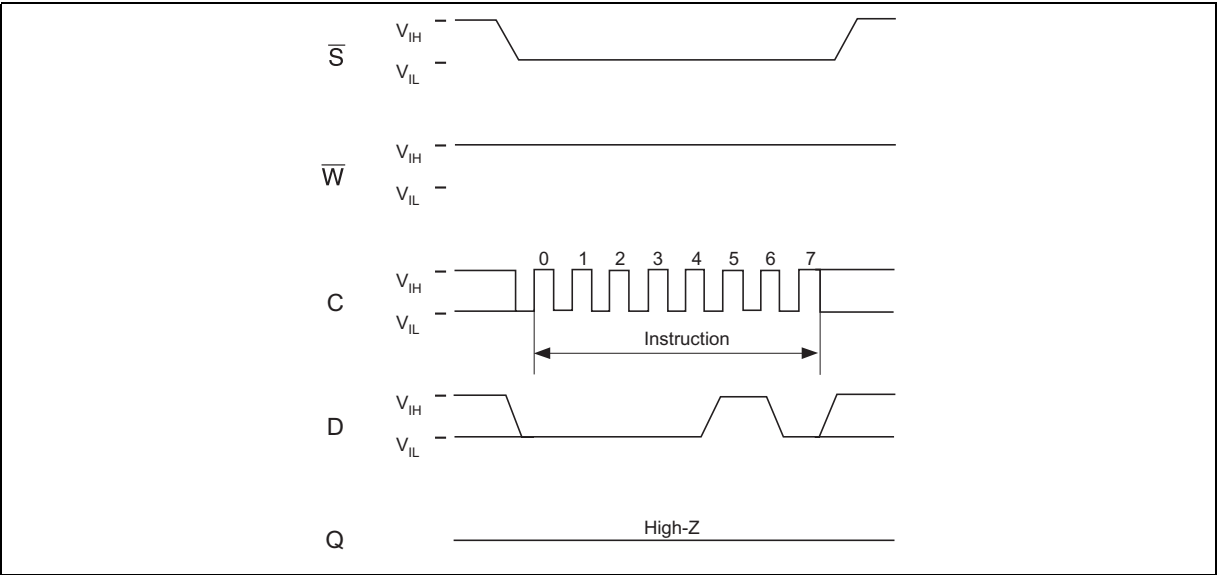 V_IH
S̅
V_IL
V_IH
W̅
V_IL
0 1 2 3 4 5 6 7
V_IH
C
V_IL
Instruction
V_IH
D
V_IL
High-Z
Q